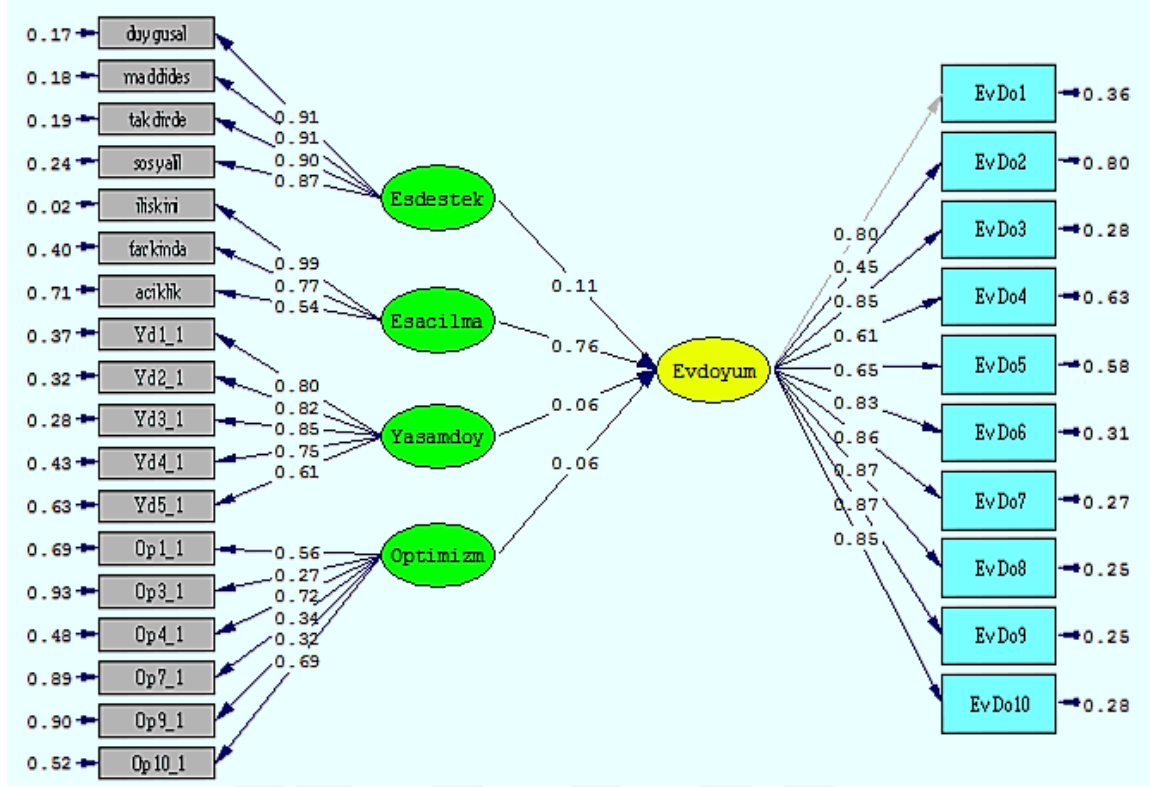 0.17 duygusal
0.18 maddides
0.19 takdirde
0.24 sosyalil
0.02 iliskini
0.40 farkinda
0.71 aciklik
0.37 Yd1_1
0.32 Yd2_1
0.28 Yd3_1
0.43 Yd4_1
0.63 Yd5_1
0.69 Op1_1
0.93 Op3_1
0.48 Op4_1
0.89 Op7_1
0.90 Op9_1
0.52 Op10_1
0.91
0.91
0.90
0.87
0.99
0.77
0.54
0.80
0.82
0.85
0.75
0.61
0.56
0.27
0.72
0.34
0.32
0.69
Esdestek
Esacilma
Yasamdoy
Optimizm
0.11
0.76
0.06
0.06
Evdoyum
0.80
0.45
0.85
0.61
0.65
0.83
0.86
0.87
0.87
0.85
EvDo1 0.36
EvDo2 0.80
EvDo3 0.28
EvDo4 0.63
EvDo5 0.58
EvDo6 0.31
EvDo7 0.27
EvDo8 0.25
EvDo9 0.25
EvDo10 0.28